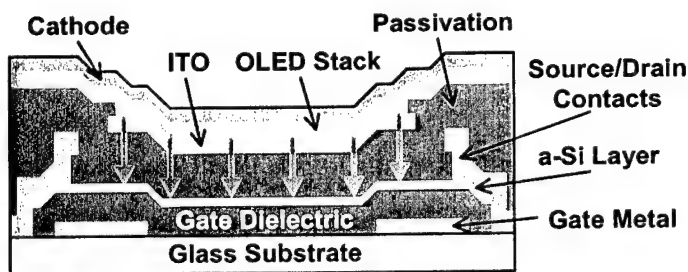 Cathode
Passivation
ITO
OLED Stack
Source/Drain
Contacts
a-Si Layer
Gate Dielectric
Gate Metal
Glass Substrate